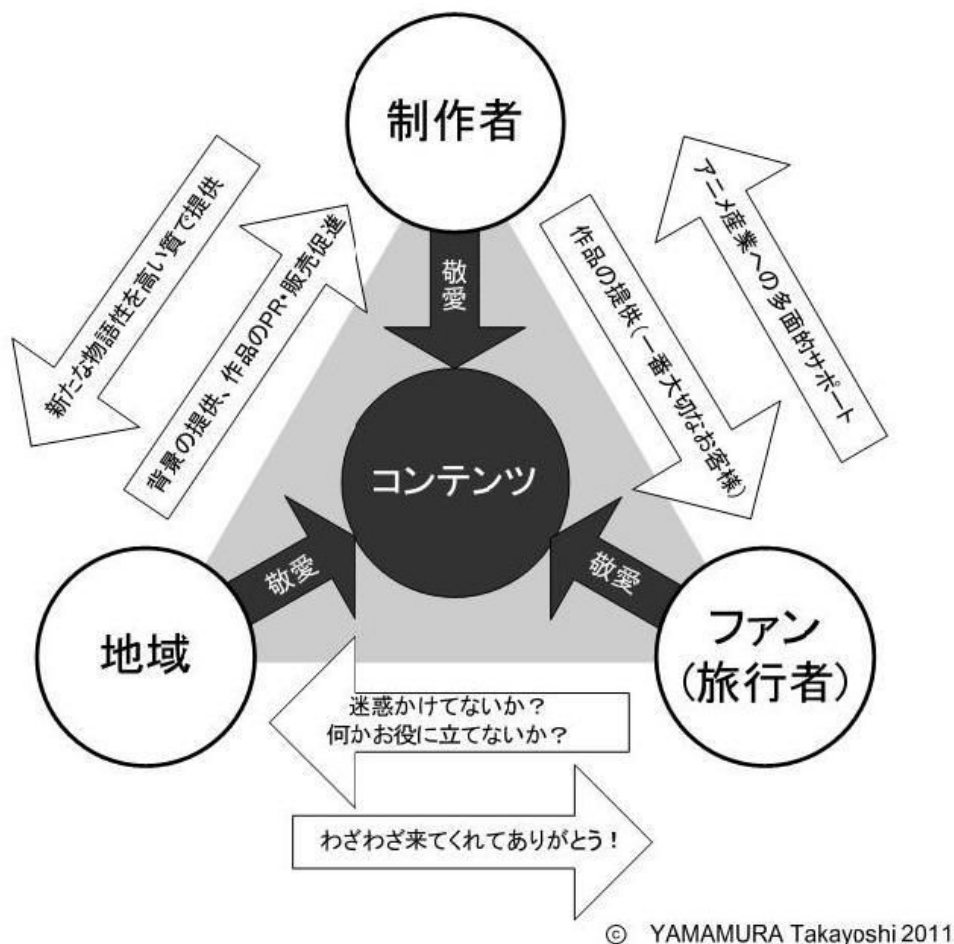 制作者
新たな物語性を高い質で提供
背景の提供、作品のPR・販売促進
敬愛
作品の提供(一番大切なお客様)
アニメ産業への多面的サポート
コンテンツ
敬愛
敬愛
地域
ファン
(旅行者)
迷惑かけてないか?
何かお役に立てないか?
わざわざ来てくれてありがとう!
© YAMAMURA Takayoshi 2011